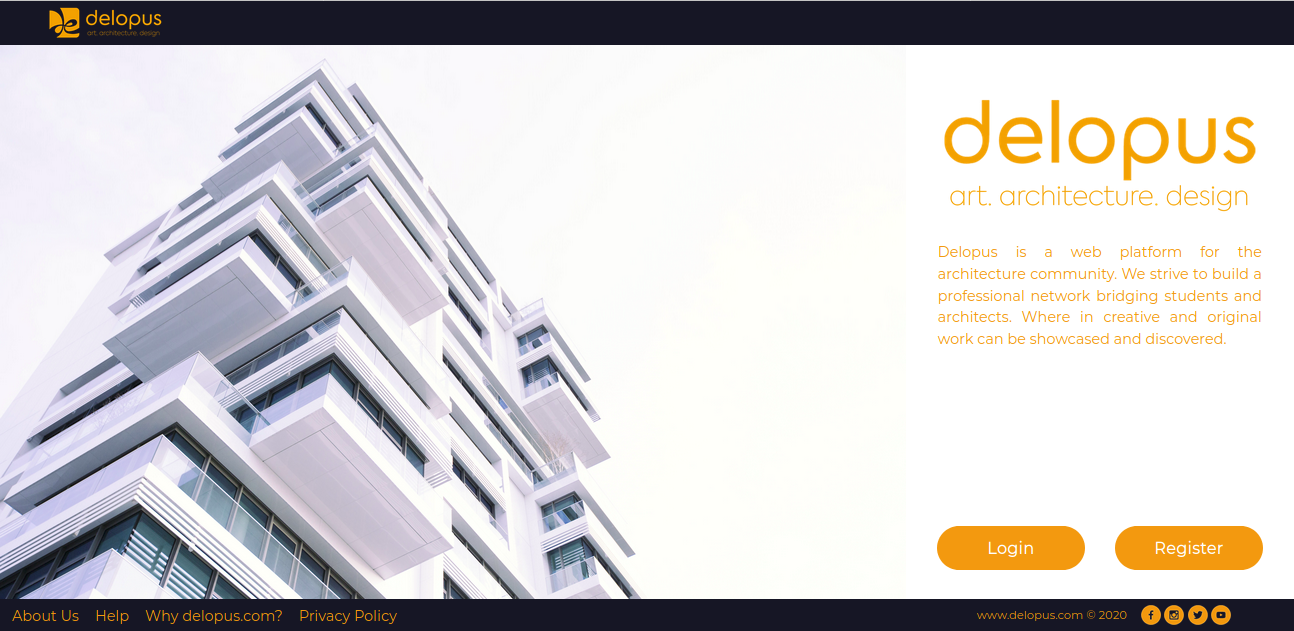 delopus
art. architecture. design
delopus
art. architecture. design
Delopus is a web platform for the
architecture community. We strive to build a
professional network bridging students and
architects. Where in creative and original
work can be showcased and discovered.
Login
Register
About Us Help Why delopus.com? Privacy Policy
www.delopus.com © 2020